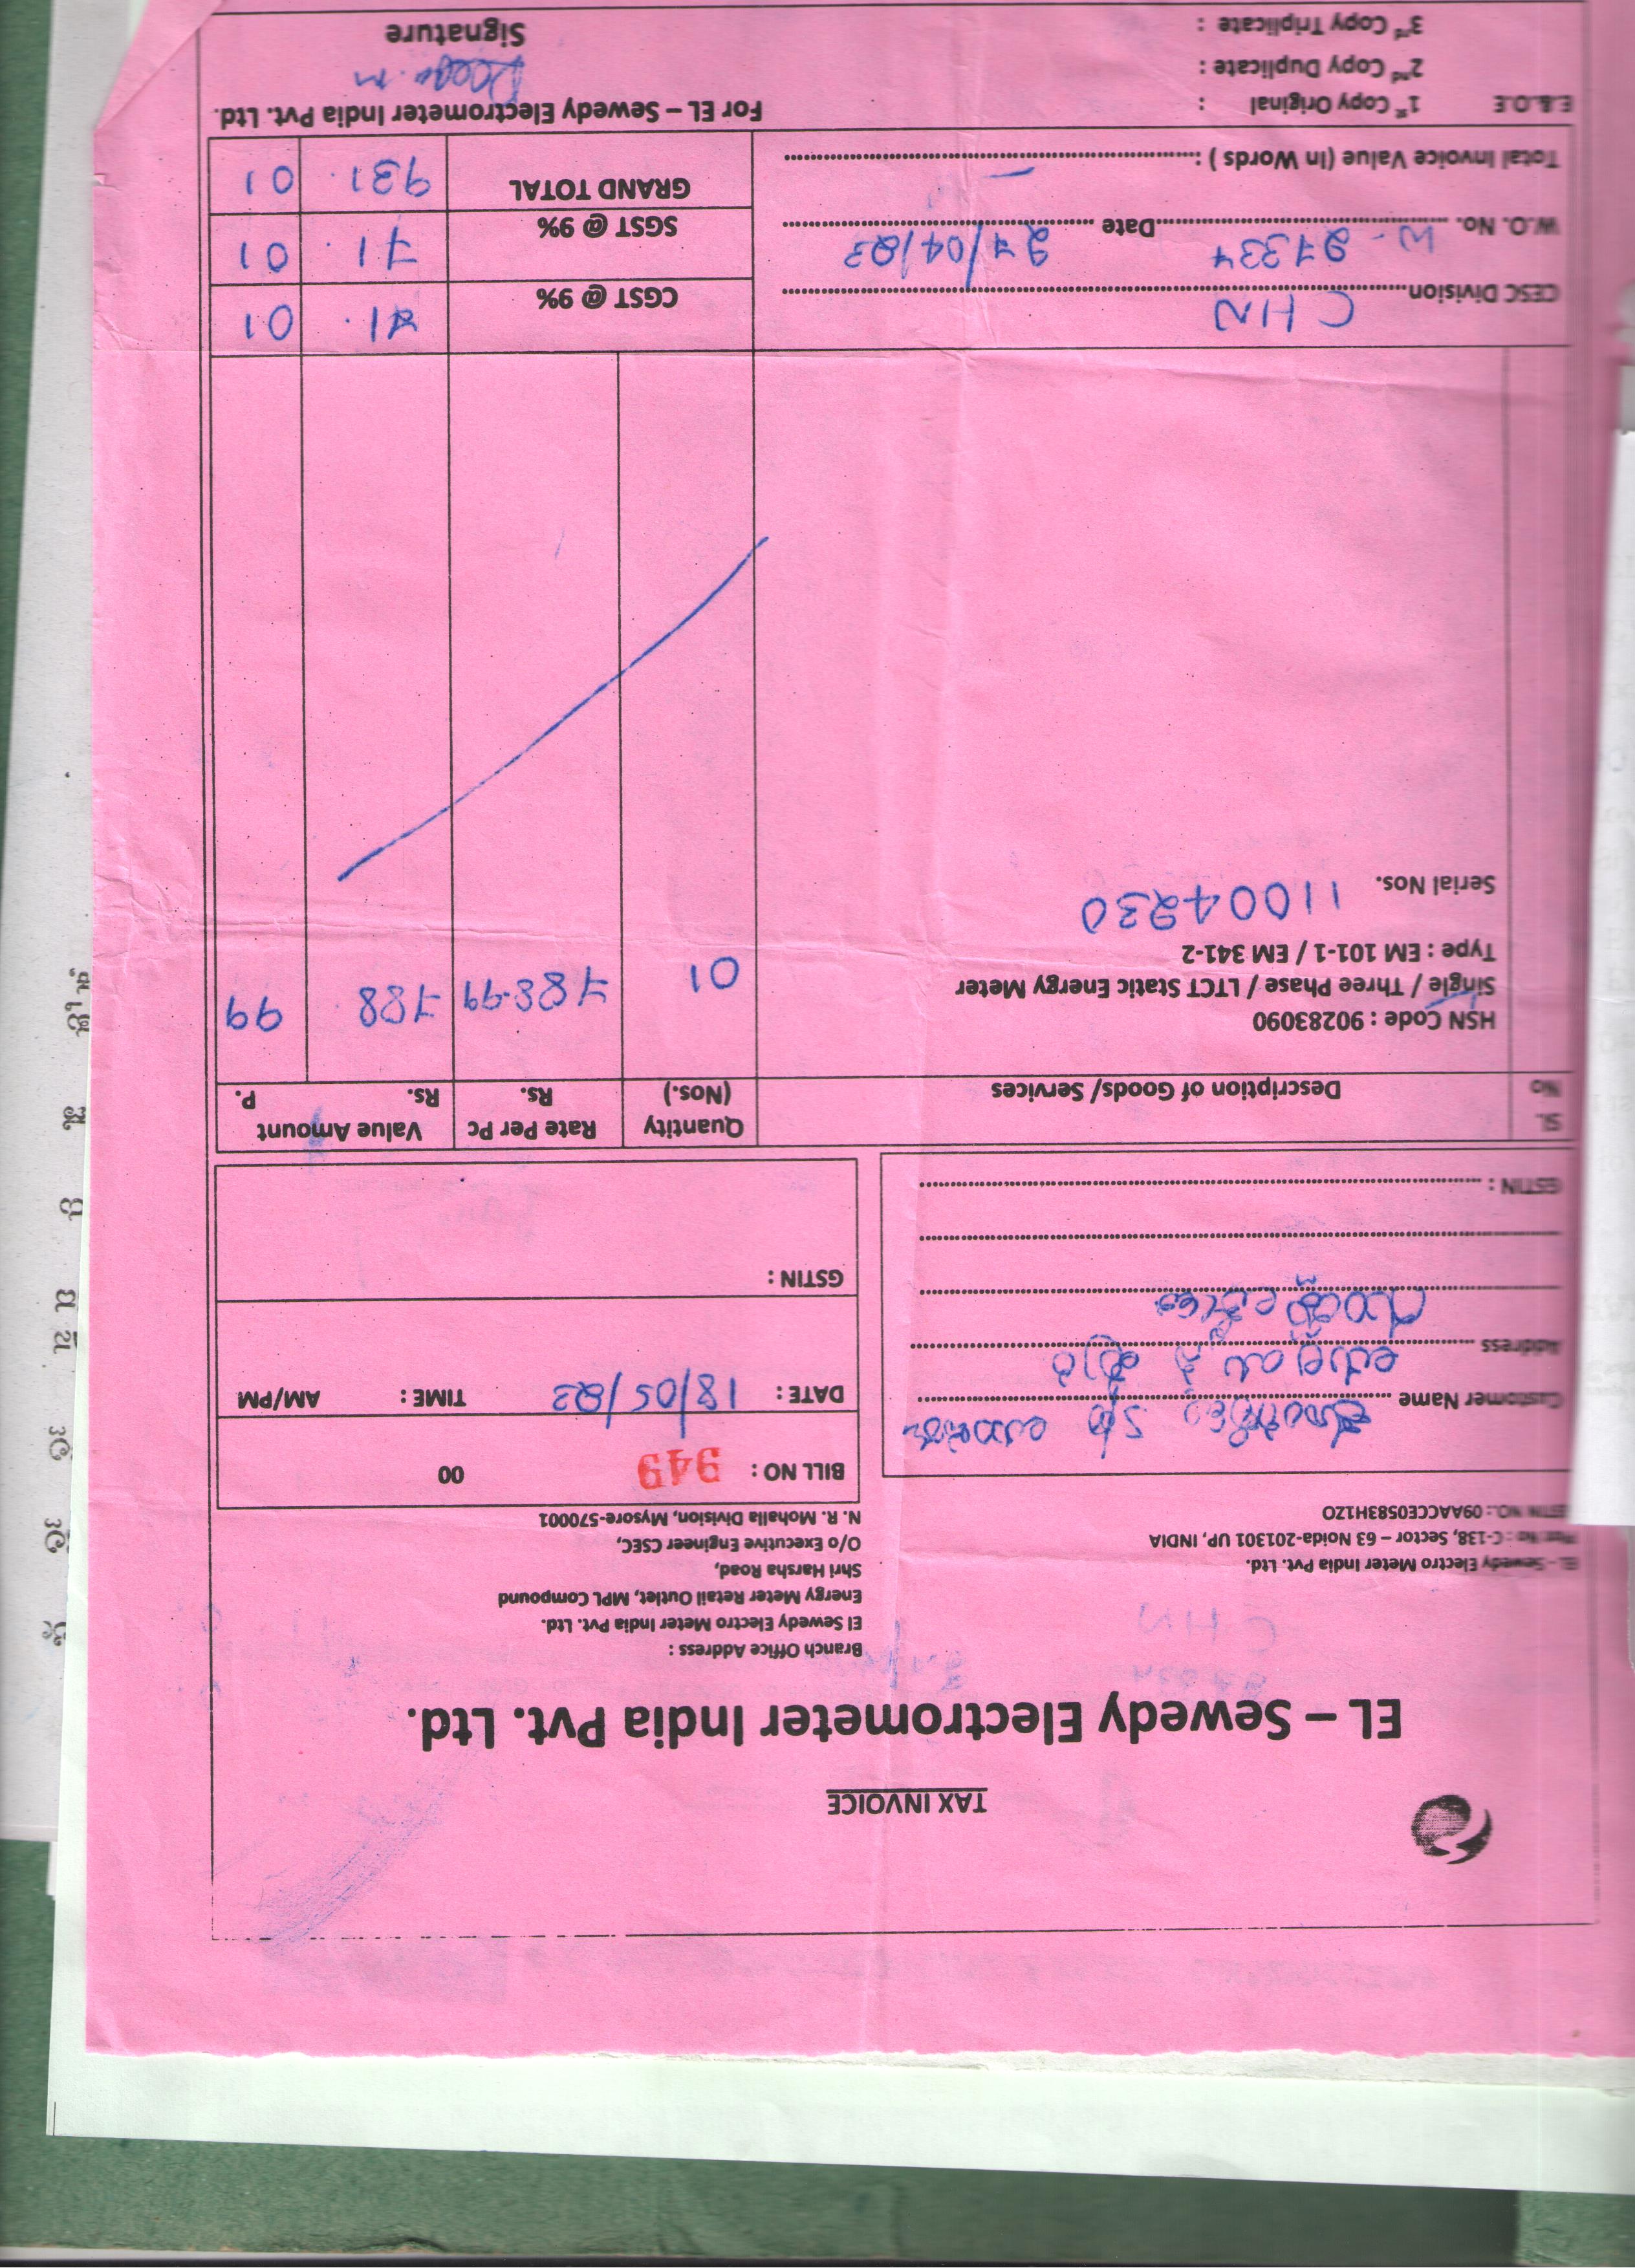 TAX INVOICE
EL – Sewedy Electrometer India Pvt. Ltd.
EL - Sewedy Electro Meter India Pvt. Ltd.
C-138, Sector – 63 Noida-201301 UP, INDIA
GSTIN NO.: 09AACCE0583H1ZO
Branch Office Address :
El Sewedy Electro Meter India Pvt. Ltd.
Energy Meter Retail Outlet, MPL Compound
Shri Harsha Road,
O/o Executive Engineer CSEC,
N. R. Mohalla Division, Mysore-570001
Customer Name
Address
GSTIN :
BILL NO : 949 00
DATE : 18/05/23 TIME : AM/PM
GSTIN :
SL No Description of Goods/ Services Quantity (Nos.) Rate Per Pc Rs. Value Amount Rs. P.
HSN Code : 90283090
Single / Three Phase / LTCT Static Energy Meter 01 788-99 788. 99
Type : EM 101-1 / EM 341-2
Serial Nos. 11004230
CESC Division CHN CGST @ 9% 71. 01
W.O. No. W- 27334 Date 27/04/23 SGST @ 9% 71. 01
Total Invoice Value (In Words ) : GRAND TOTAL 931. 01
E.&.O.E 1st Copy Original : For EL – Sewedy Electrometer India Pvt. Ltd.
2nd Copy Duplicate :
3rd Copy Triplicate : Signature